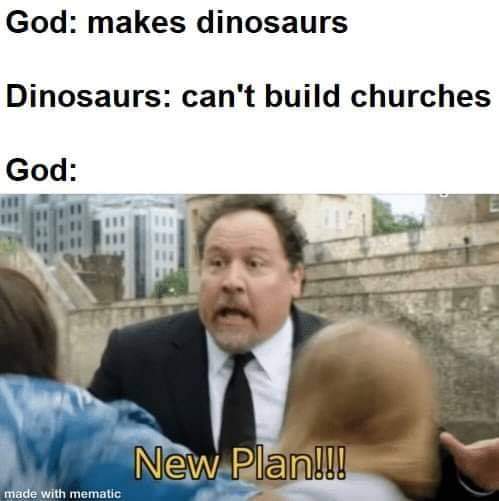 God: makes dinosaurs
Dinosaurs: can't build churches
God:
New Plan!!!
made with mematic